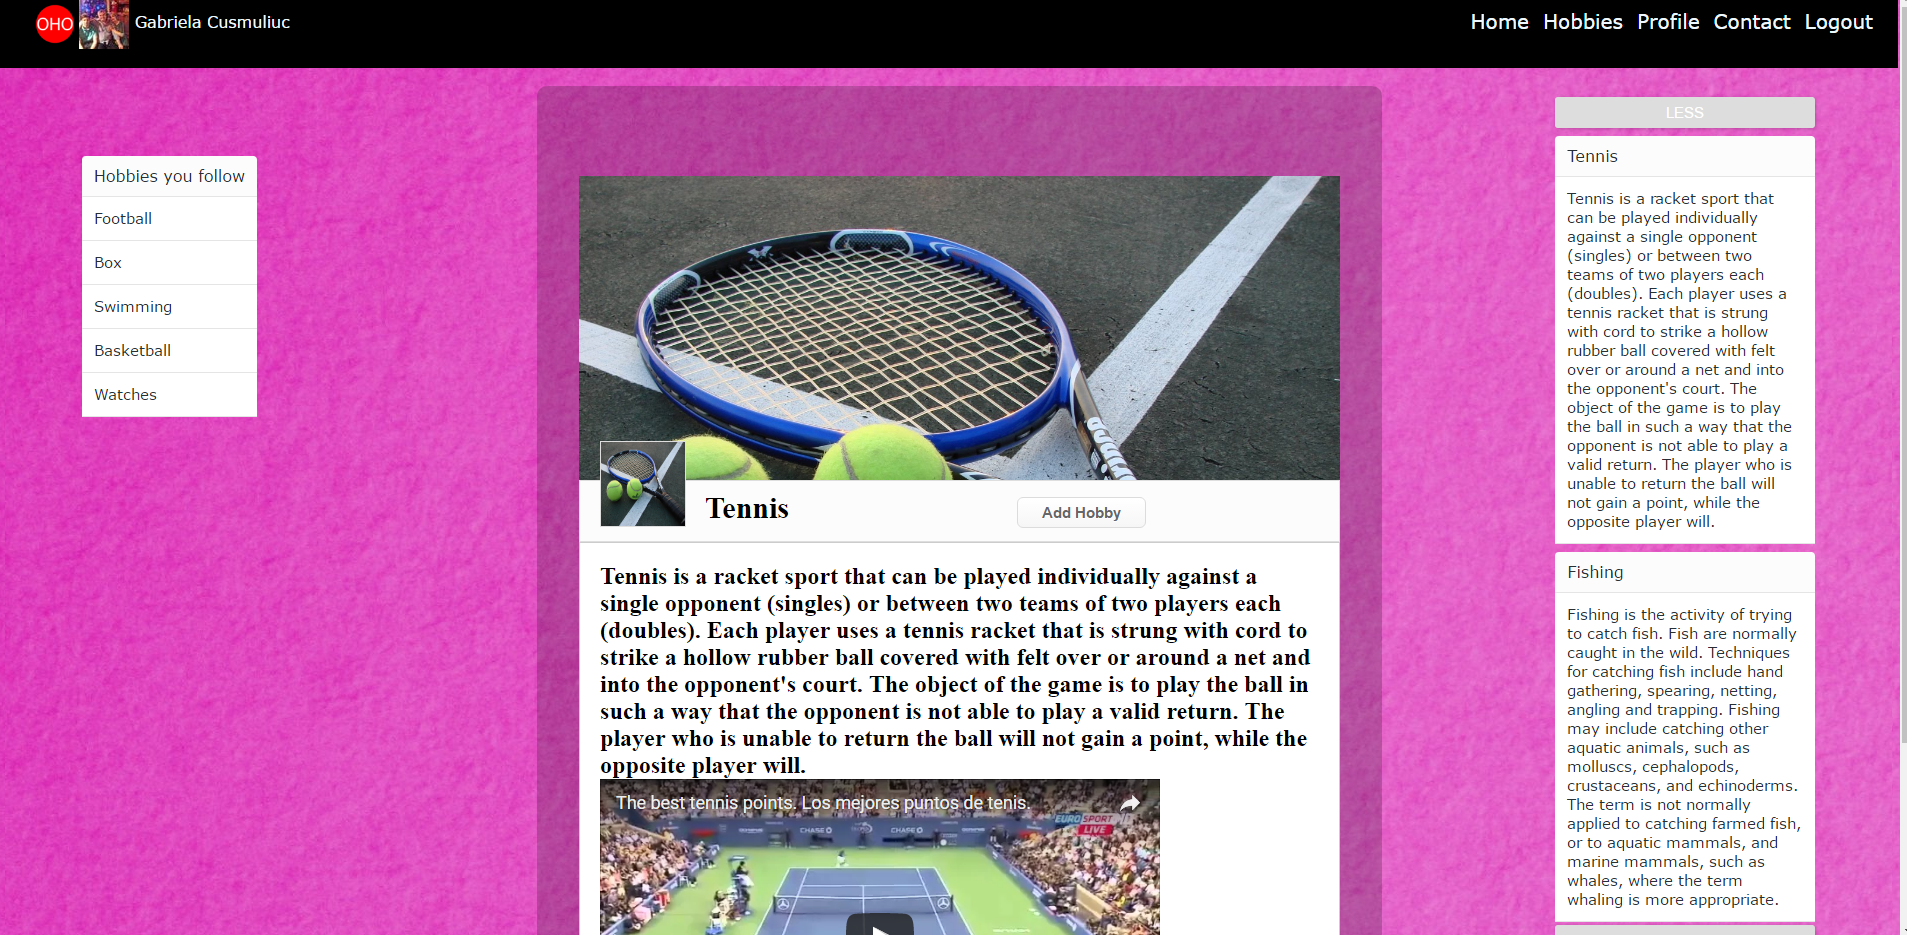 OHO Gabriela Cusmuliuc
Home Hobbies Profile Contact Logout
Hobbies you follow
Football
Box
Swimming
Basketball
Watches
Tennis
Add Hobby
Tennis is a racket sport that can be played individually against a
single opponent (singles) or between two teams of two players each
(doubles). Each player uses a tennis racket that is strung with cord to
strike a hollow rubber ball covered with felt over or around a net and
into the opponent's court. The object of the game is to play the ball in
such a way that the opponent is not able to play a valid return. The
player who is unable to return the ball will not gain a point, while the
opposite player will.
The best tennis points. Los mejores puntos de tenis.
EUROSPORT
LIVE
CHASE
CHASE
LESS
Tennis
Tennis is a racket sport that
can be played individually
against a single opponent
(singles) or between two
teams of two players each
(doubles). Each player uses a
tennis racket that is strung
with cord to strike a hollow
rubber ball covered with felt
over or around a net and into
the opponent's court. The
object of the game is to play
the ball in such a way that the
opponent is not able to play a
valid return. The player who is
unable to return the ball will
not gain a point, while the
opposite player will.
Fishing
Fishing is the activity of trying
to catch fish. Fish are normally
caught in the wild. Techniques
for catching fish include hand
gathering, spearing, netting,
angling and trapping. Fishing
may include catching other
aquatic animals, such as
molluscs, cephalopods,
crustaceans, and echinoderms.
The term is not normally
applied to catching farmed fish,
or to aquatic mammals, and
marine mammals, such as
whales, where the term
whaling is more appropriate.